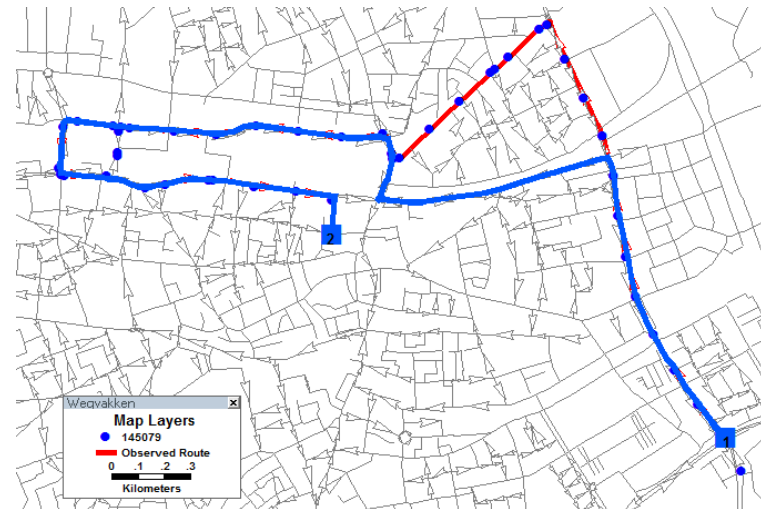 2
1
Wegvakken
Map Layers
145079
Observed Route
0 .1 .2 .3
Kilometers